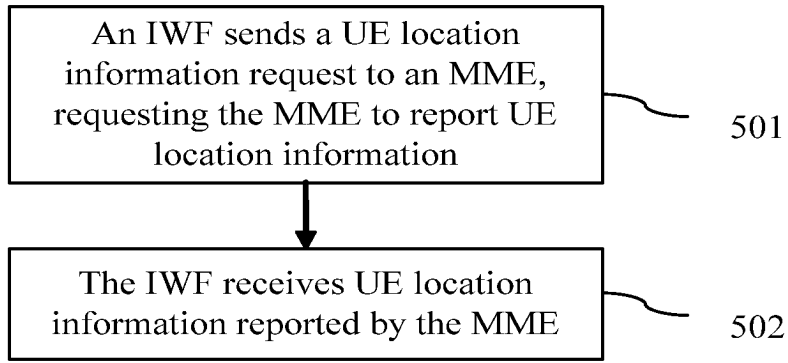 An IWF sends a UE location
information request to an MME,
requesting the MME to report UE
location information
501
The IWF receives UE location
information reported by the MME
502